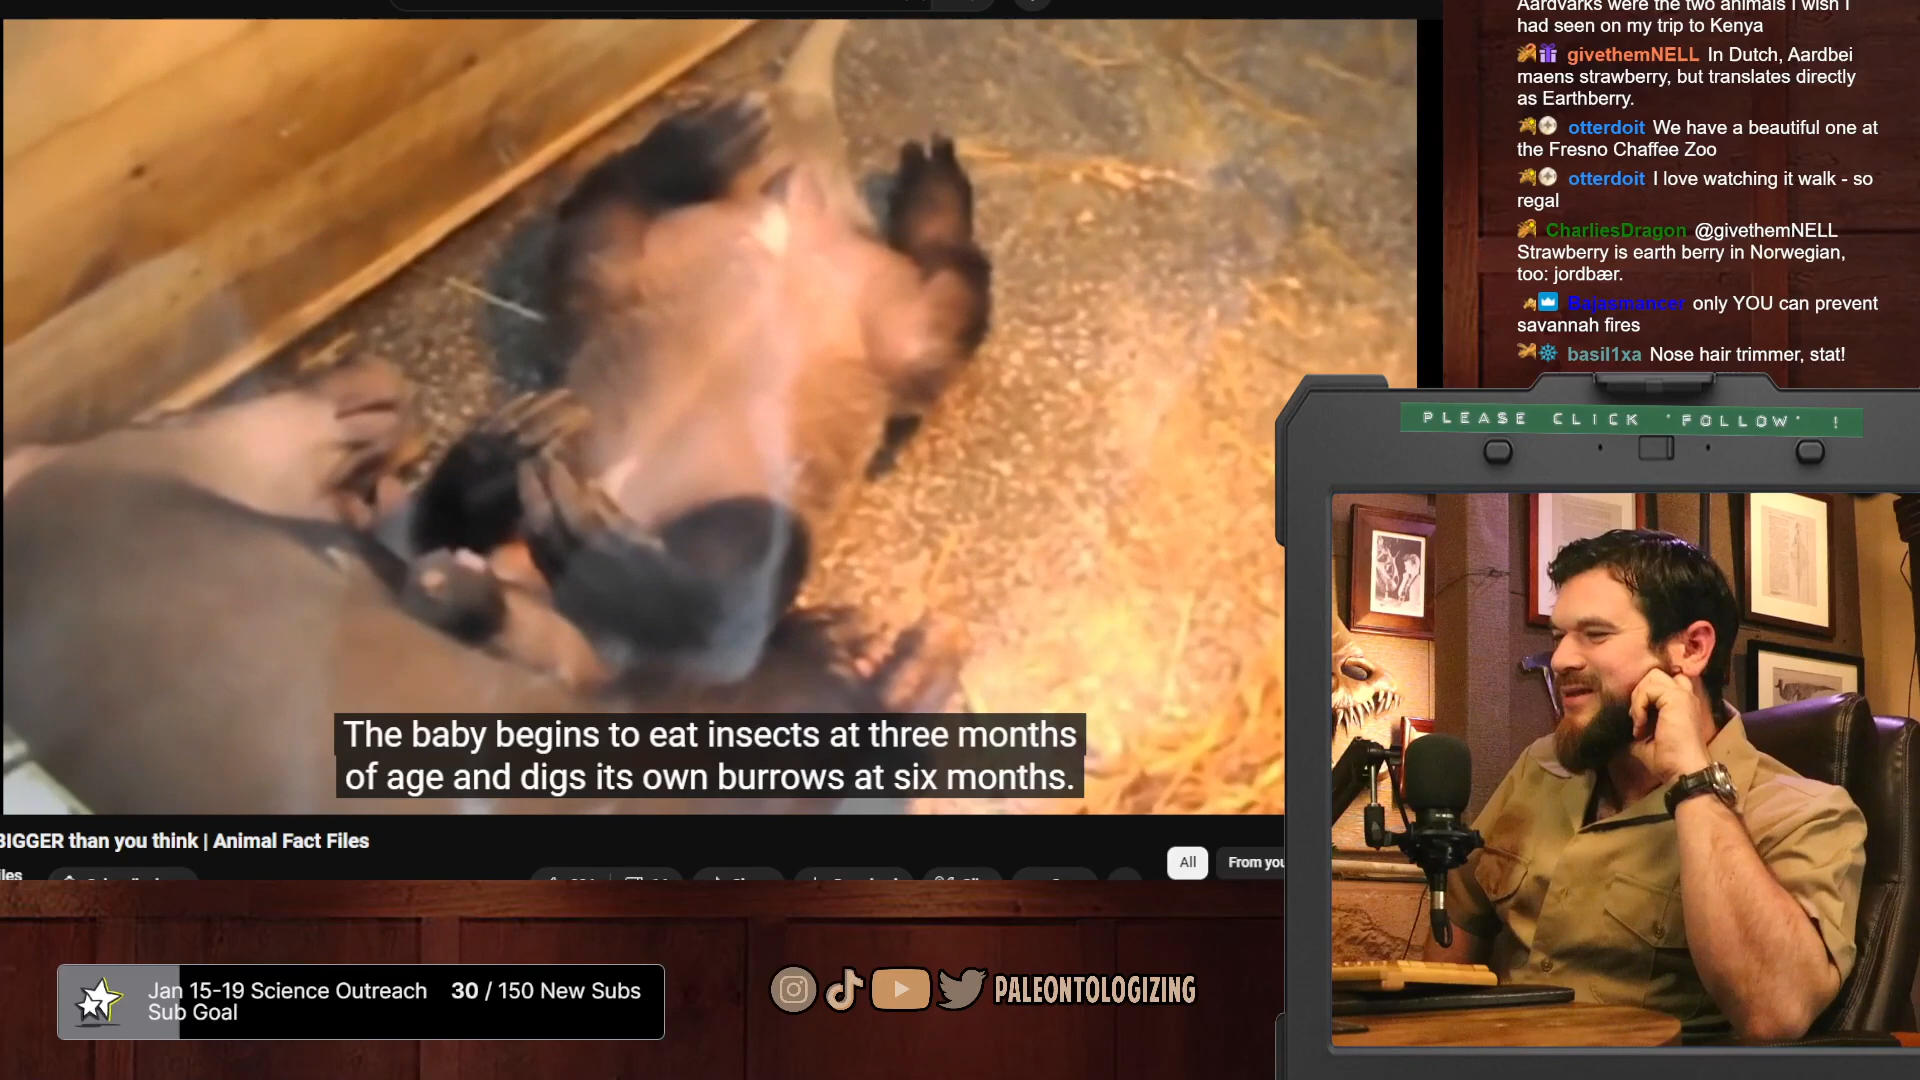 Aardvarks were the two animals I wish I
had seen on my trip to Kenya
givethemNELL In Dutch, Aardbei
maens strawberry, but translates directly
as Earthberry.
otterdoit We have a beautiful one at
the Fresno Chaffee Zoo
otterdoit I love watching it walk - so
regal
CharliesDragon @givethemNELL
Strawberry is earth berry in Norwegian,
too: jordbær.
Bajasmancer only YOU can prevent
savannah fires
basil1xa Nose hair trimmer, stat!
PLEASE CLICK "FOLLOW" !
The baby begins to eat insects at three months
of age and digs its own burrows at six months.
BIGGER than you think | Animal Fact Files
All From you
Jan 15-19 Science Outreach 30 / 150 New Subs
Sub Goal
PALEONTOLOGIZING